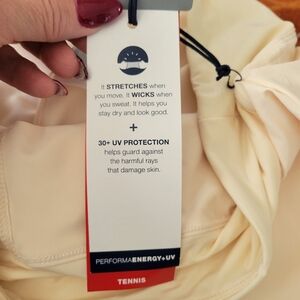 It STRETCHES when
you move. It WICKS when
you sweat. It helps you
stay dry and look good.
+
30+ UV PROTECTION
helps guard against
the harmful rays
that damage skin.
PERFORMAENERGY+UV
TENNIS